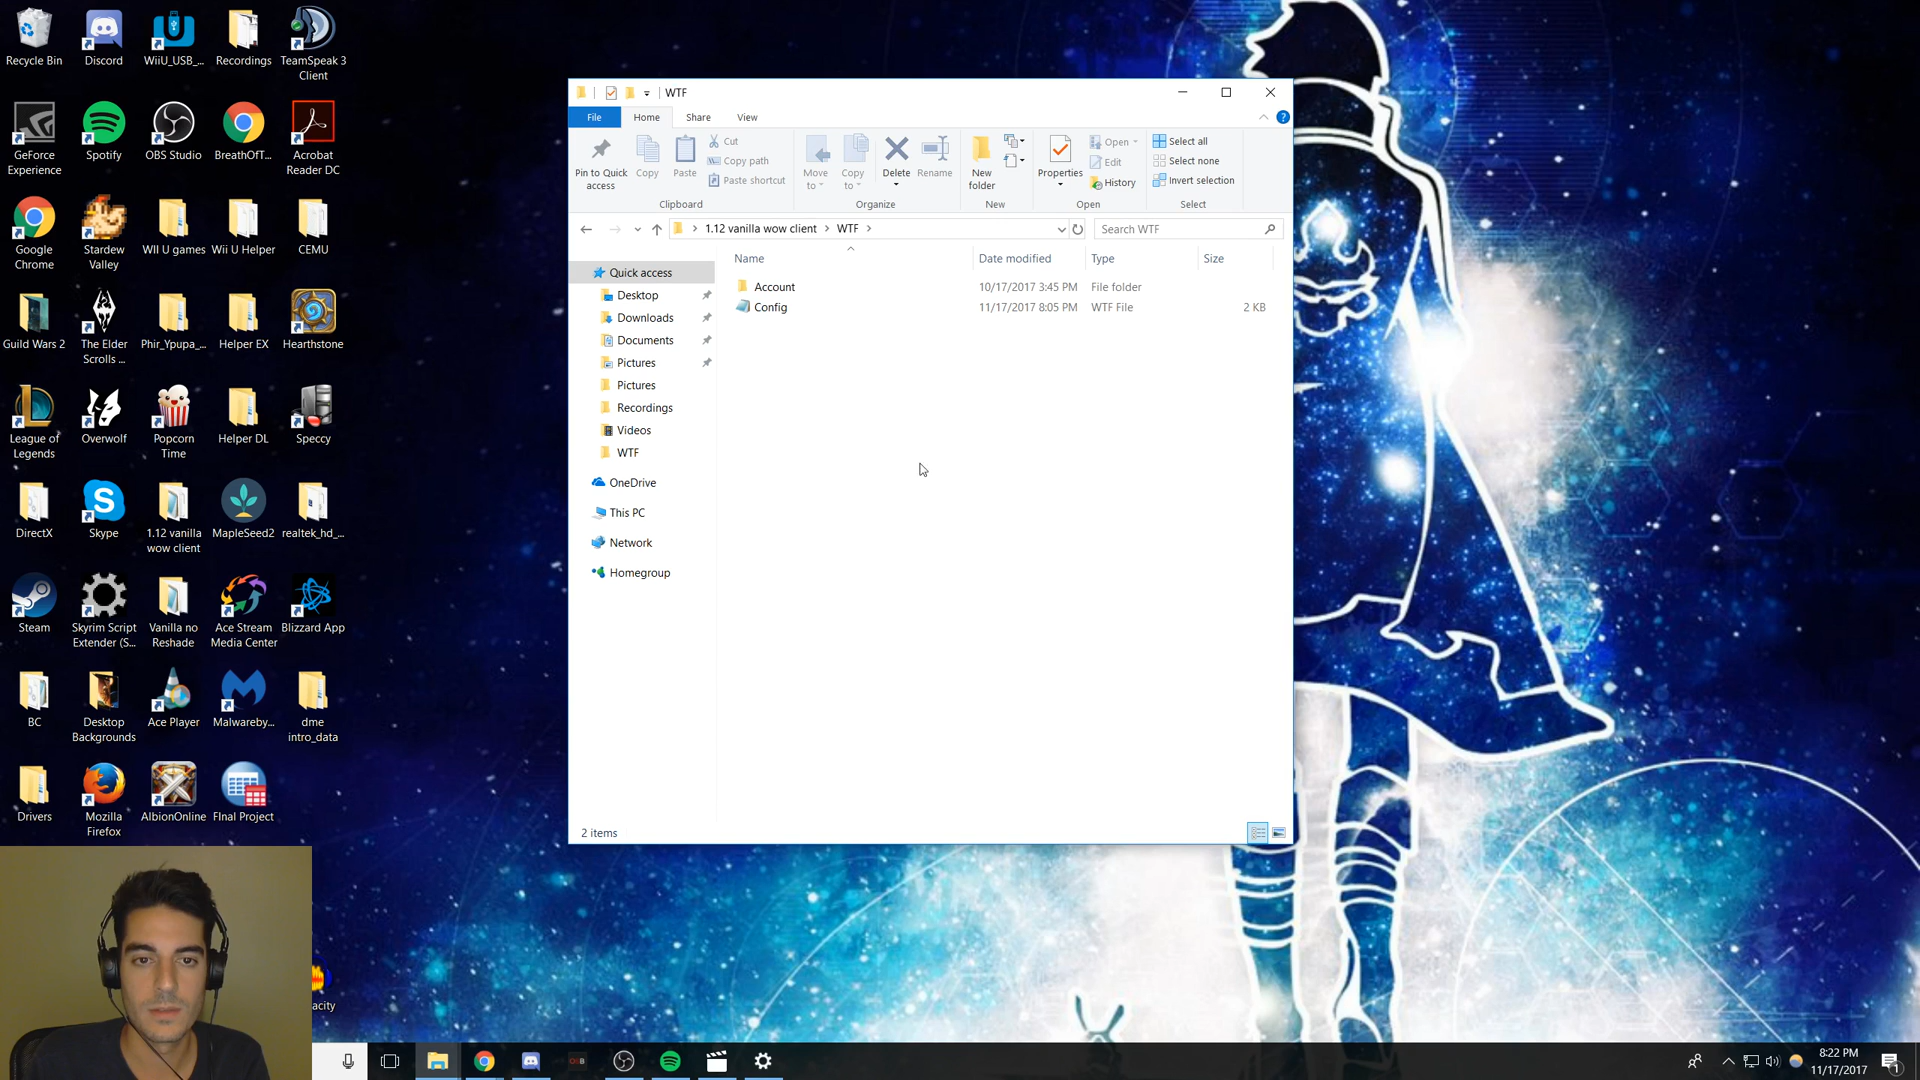 Recycle Bin
Discord
WiiU_USB_...
Recordings
TeamSpeak 3
Client
GeForce
Experience
Spotify
OBS Studio
BreathOfT...
Acrobat
Reader DC
Google
Chrome
Stardew
Valley
WII U games
Wii U Helper
CEMU
Guild Wars 2
The Elder
Scrolls ...
Phir_Ypupa_...
Helper EX
Hearthstone
League of
Legends
Overwolf
Popcorn
Time
Helper DL
Speccy
DirectX
Skype
1.12 vanilla
wow client
MapleSeed2
realtek_hd_...
Steam
Skyrim Script
Extender (S...
Vanilla no
Reshade
Ace Stream
Media Center
Blizzard App
BC
Desktop
Backgrounds
Ace Player
Malwareby...
dme
intro_data
Drivers
Mozilla
Firefox
AlbionOnline
FInal Project
acity
WTF
File
Home
Share
View
Pin to Quick
access
Copy
Paste
Cut
Copy path
Paste shortcut
Clipboard
Move
to
Copy
to
Delete
Rename
Organize
New
folder
New
Properties
Open
Edit
History
Open
Select all
Select none
Invert selection
Select
1.12 vanilla wow client
WTF
Search WTF
Name
Date modified
Type
Size
Account
10/17/2017 3:45 PM
File folder
Config
11/17/2017 8:05 PM
WTF File
2 KB
Quick access
Desktop
Downloads
Documents
Pictures
Pictures
Recordings
Videos
WTF
OneDrive
This PC
Network
Homegroup
2 items
8:22 PM
11/17/2017